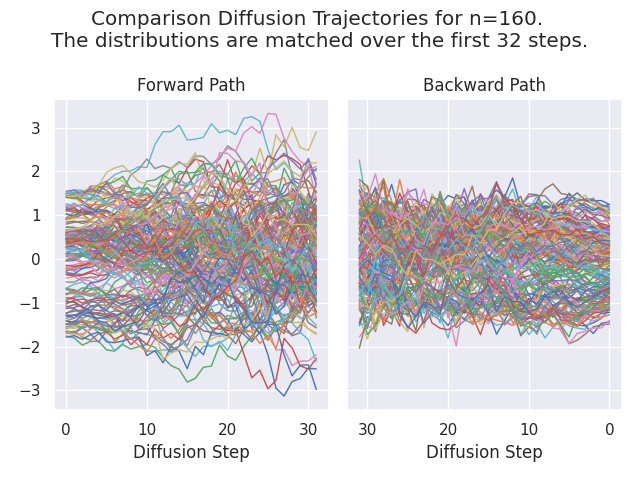 Comparison Diffusion Trajectories for n=160.
The distributions are matched over the first 32 steps.
Forward Path
Backward Path
3
2
1
0
−1
−2
−3
0 10 20 30
30 20 10 0
Diffusion Step
Diffusion Step